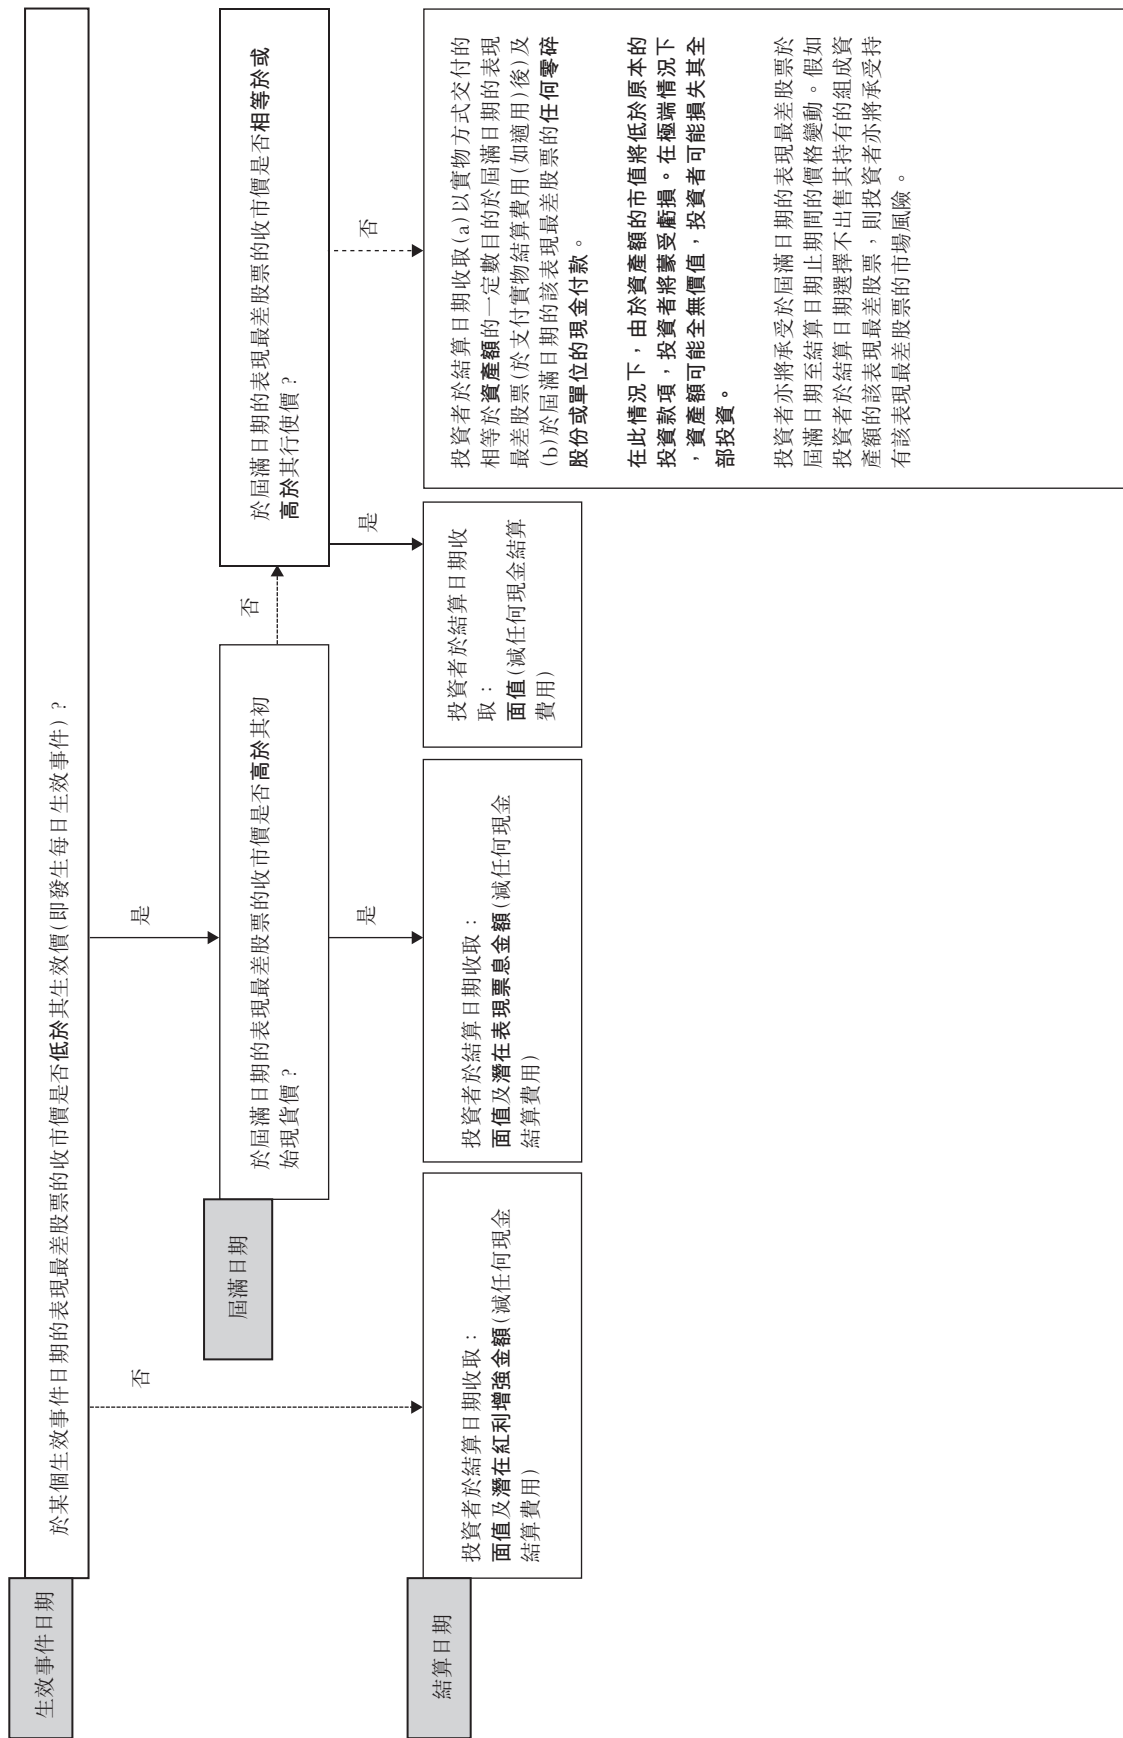 生效事件日期
於某個生效事件日期的表現最差股票的收市價是否低於其生效價(即發生每日生效事件)?
否
是
屆滿日期
於屆滿日期的表現最差股票的收市價是否高於其初
始現貨價?
否
於屆滿日期的表現最差股票的收市價是否相等於或
高於其行使價?
是
是
否
結算日期
投資者於結算日期收取:
面值及潛在紅利增強金額(減任何現金
結算費用)
投資者於結算日期收取:
面值及潛在表現票息金額(減任何現金
結算費用)
投資者於結算日期收
取:
面值(減任何現金結算
費用)
投資者於結算日期收取(a)以實物方式交付的
相等於資產額的一定數目的於屆滿日期的表現
最差股票(於支付實物結算費用(如適用)後)及
(b)於屆滿日期的該表現最差股票的任何零碎
股份或單位的現金付款。
在此情況下,由於資產額的市值將低於原本的
投資款項,投資者將蒙受虧損。在極端情況下
,資產額可能全無價值,投資者可能損失其全
部投資。
投資者亦將承受於屆滿日期的表現最差股票於
屆滿日期至結算日期止期間的價格變動。假如
投資者於結算日期選擇不出售其持有的組成資
產額的該表現最差股票,則投資者亦將承受持
有該表現最差股票的市場風險。